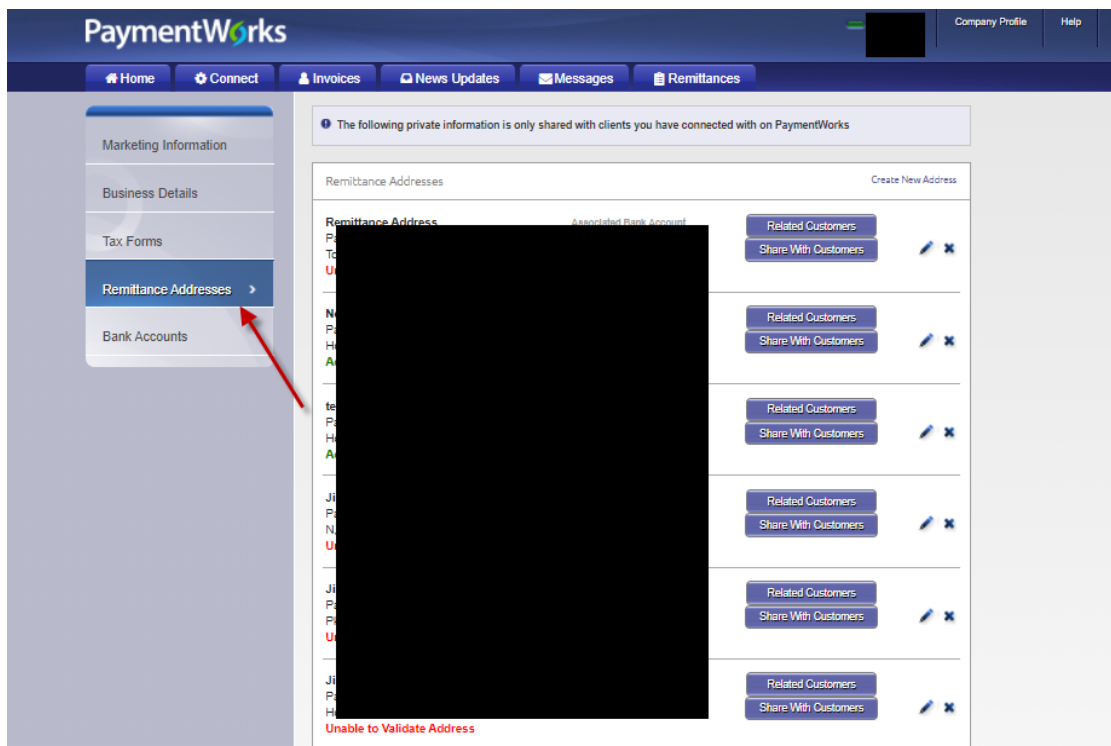 PaymentWorks
Company Profile Help
Home Connect Invoices News Updates Messages Remittances
The following private information is only shared with clients you have connected with on PaymentWorks
Marketing Information
Business Details
Tax Forms
Remittance Addresses
Bank Accounts
Remittance Addresses Create New Address
Remittance Address Associated Bank Account
Related Customers
Share With Customers
Related Customers
Share With Customers
Related Customers
Share With Customers
Related Customers
Share With Customers
Related Customers
Share With Customers
Related Customers
Share With Customers
Unable to Validate Address